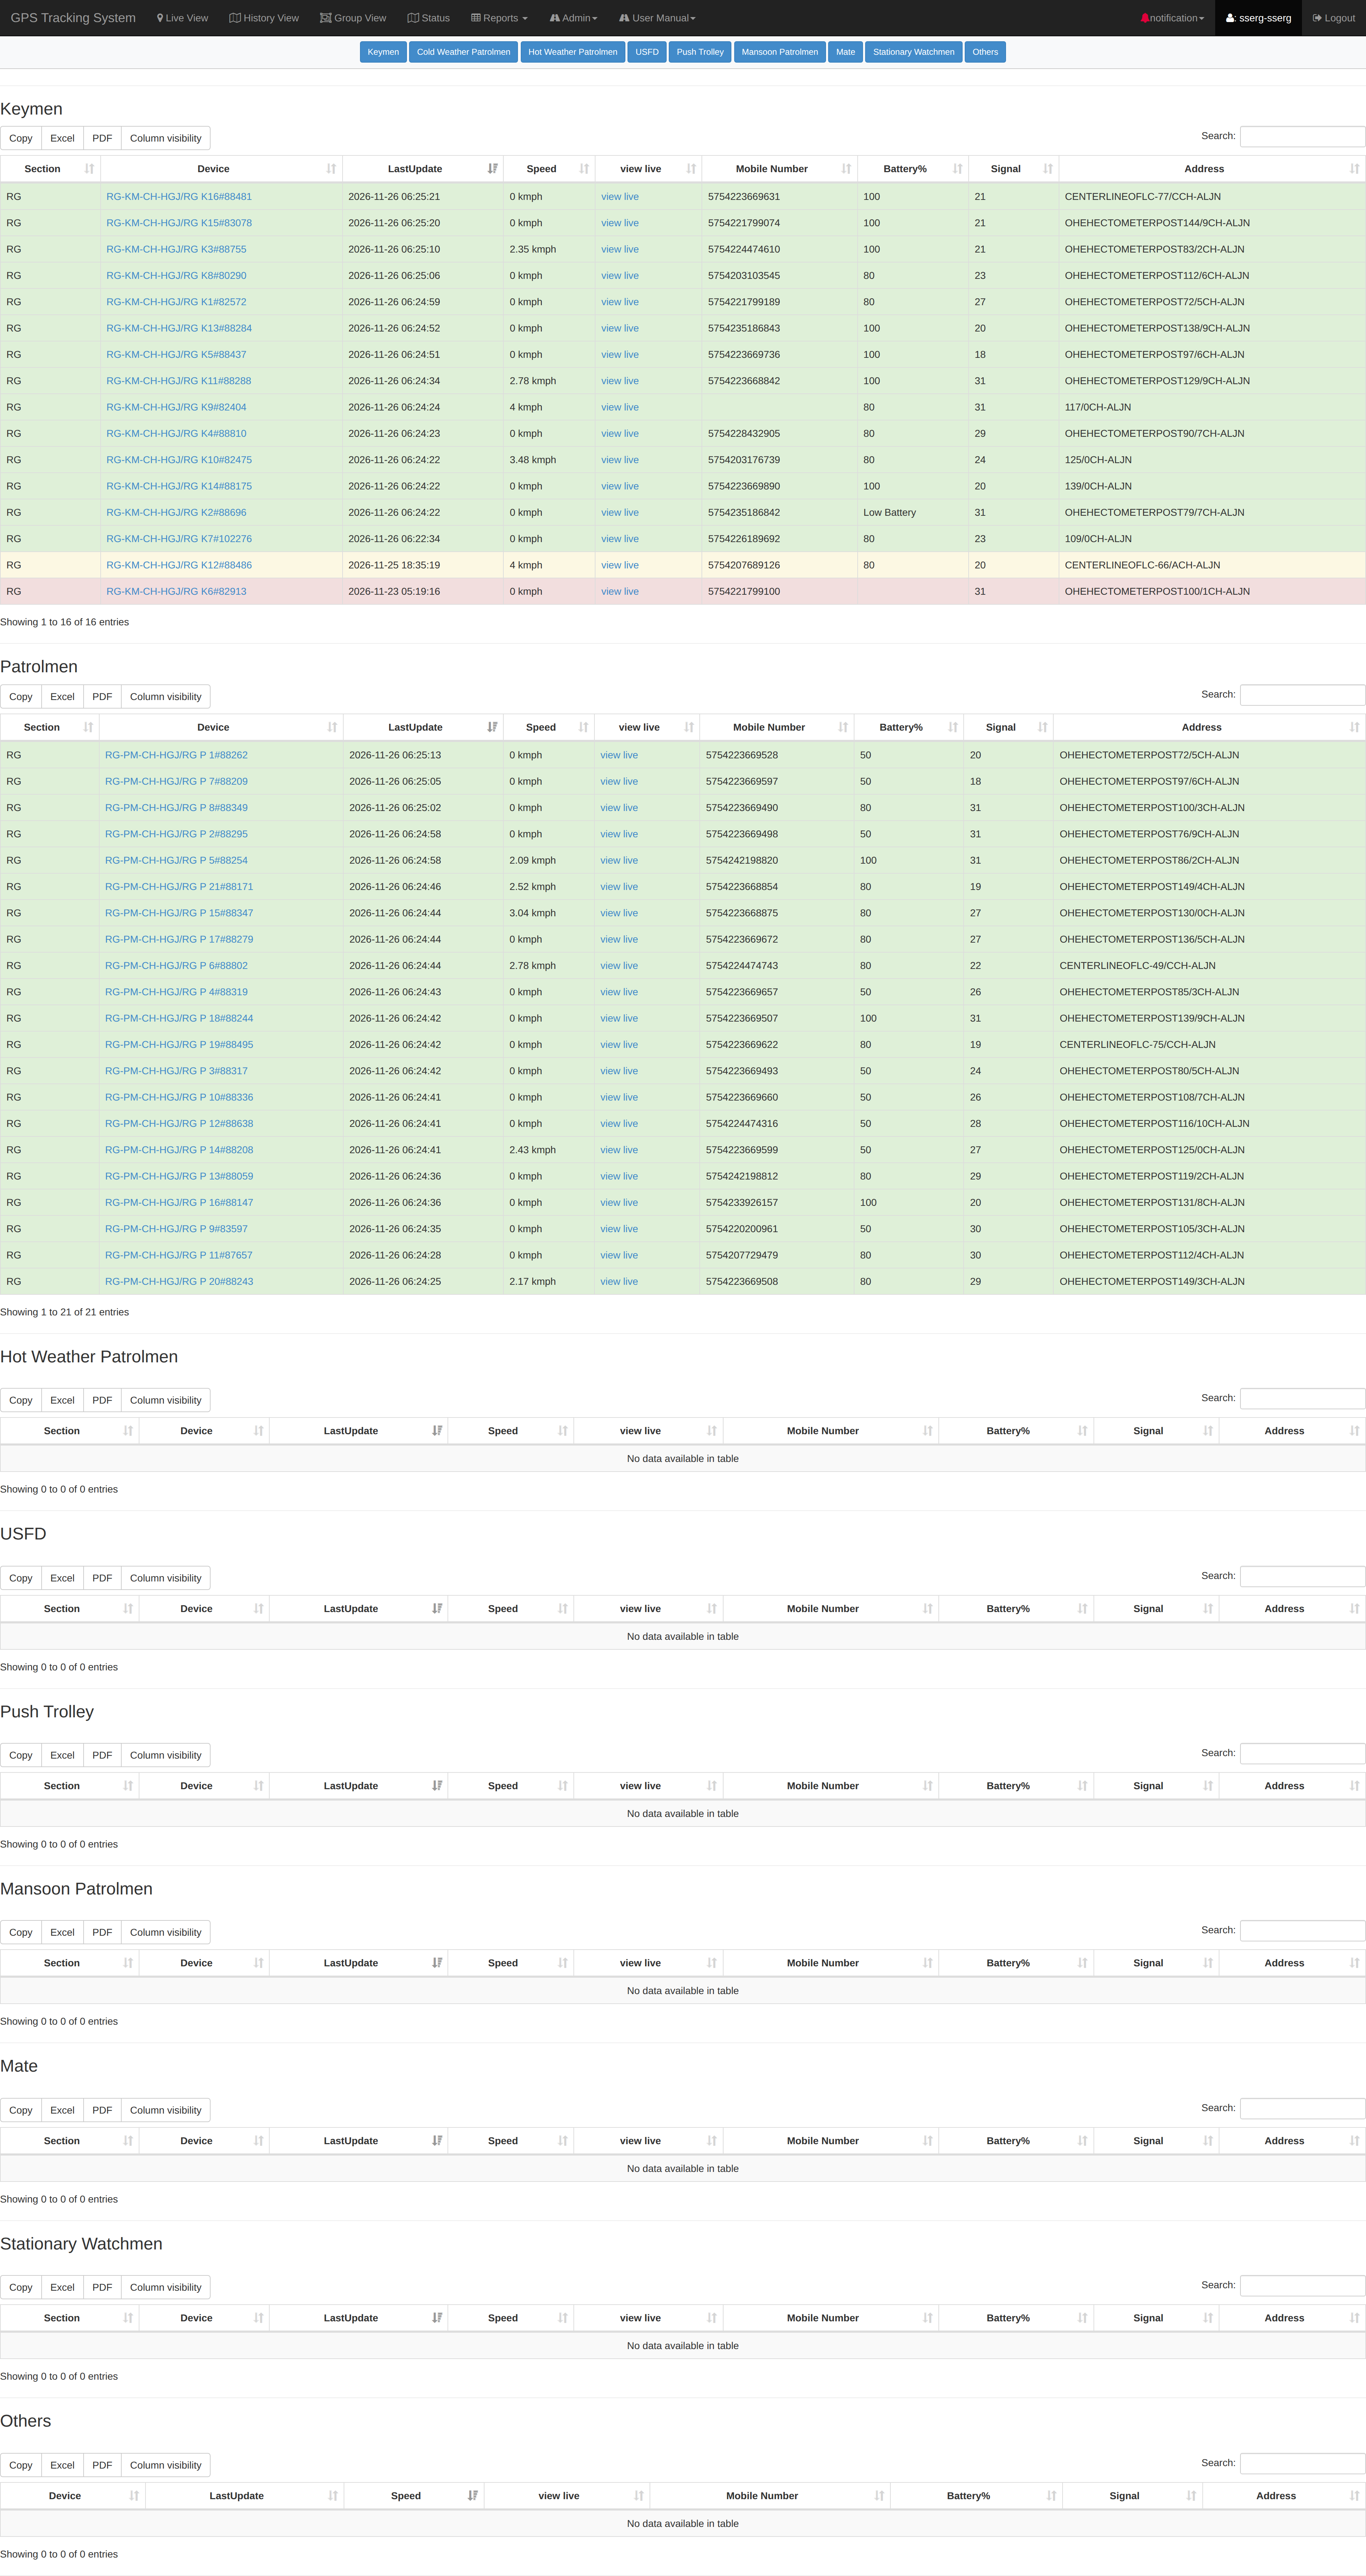 GPS Tracking System Live View History View Group View Status Reports Admin User Manual notification : sserg-sserg Logout
Keymen Cold Weather Patrolmen Hot Weather Patrolmen USFD Push Trolley Mansoon Patrolmen Mate Stationary Watchmen Others
Keymen
Copy Excel PDF Column visibility Search:
Section Device LastUpdate Speed view live Mobile Number Battery% Signal Address
RG RG-KM-CH-HGJ/RG K16#88481 2026-11-26 06:25:21 0 kmph view live 5754223669631 100 21 CENTERLINEOFLC-77/CCH-ALJN
RG RG-KM-CH-HGJ/RG K15#83078 2026-11-26 06:25:20 0 kmph view live 5754221799074 100 21 OHEHECTOMETERPOST144/9CH-ALJN
RG RG-KM-CH-HGJ/RG K3#88755 2026-11-26 06:25:10 2.35 kmph view live 5754224474610 100 21 OHEHECTOMETERPOST83/2CH-ALJN
RG RG-KM-CH-HGJ/RG K8#80290 2026-11-26 06:25:06 0 kmph view live 5754203103545 80 23 OHEHECTOMETERPOST112/6CH-ALJN
RG RG-KM-CH-HGJ/RG K1#82572 2026-11-26 06:24:59 0 kmph view live 5754221799189 80 27 OHEHECTOMETERPOST72/5CH-ALJN
RG RG-KM-CH-HGJ/RG K13#88284 2026-11-26 06:24:52 0 kmph view live 5754235186843 100 20 OHEHECTOMETERPOST138/9CH-ALJN
RG RG-KM-CH-HGJ/RG K5#88437 2026-11-26 06:24:51 0 kmph view live 5754223669736 100 18 OHEHECTOMETERPOST97/6CH-ALJN
RG RG-KM-CH-HGJ/RG K11#88288 2026-11-26 06:24:34 2.78 kmph view live 5754223668842 100 31 OHEHECTOMETERPOST129/9CH-ALJN
RG RG-KM-CH-HGJ/RG K9#82404 2026-11-26 06:24:24 4 kmph view live 80 31 117/0CH-ALJN
RG RG-KM-CH-HGJ/RG K4#88810 2026-11-26 06:24:23 0 kmph view live 5754228432905 80 29 OHEHECTOMETERPOST90/7CH-ALJN
RG RG-KM-CH-HGJ/RG K10#82475 2026-11-26 06:24:22 3.48 kmph view live 5754203176739 80 24 125/0CH-ALJN
RG RG-KM-CH-HGJ/RG K14#88175 2026-11-26 06:24:22 0 kmph view live 5754223669890 100 20 139/0CH-ALJN
RG RG-KM-CH-HGJ/RG K2#88696 2026-11-26 06:24:22 0 kmph view live 5754235186842 Low Battery 31 OHEHECTOMETERPOST79/7CH-ALJN
RG RG-KM-CH-HGJ/RG K7#102276 2026-11-26 06:22:34 0 kmph view live 5754226189692 80 23 109/0CH-ALJN
RG RG-KM-CH-HGJ/RG K12#88486 2026-11-25 18:35:19 4 kmph view live 5754207689126 80 20 CENTERLINEOFLC-66/ACH-ALJN
RG RG-KM-CH-HGJ/RG K6#82913 2026-11-23 05:19:16 0 kmph view live 5754221799100 31 OHEHECTOMETERPOST100/1CH-ALJN
Showing 1 to 16 of 16 entries
Patrolmen
Copy Excel PDF Column visibility Search:
Section Device LastUpdate Speed view live Mobile Number Battery% Signal Address
RG RG-PM-CH-HGJ/RG P 1#88262 2026-11-26 06:25:13 0 kmph view live 5754223669528 50 20 OHEHECTOMETERPOST72/5CH-ALJN
RG RG-PM-CH-HGJ/RG P 7#88209 2026-11-26 06:25:05 0 kmph view live 5754223669597 50 18 OHEHECTOMETERPOST97/6CH-ALJN
RG RG-PM-CH-HGJ/RG P 8#88349 2026-11-26 06:25:02 0 kmph view live 5754223669490 80 31 OHEHECTOMETERPOST100/3CH-ALJN
RG RG-PM-CH-HGJ/RG P 2#88295 2026-11-26 06:24:58 0 kmph view live 5754223669498 50 31 OHEHECTOMETERPOST76/9CH-ALJN
RG RG-PM-CH-HGJ/RG P 5#88254 2026-11-26 06:24:58 2.09 kmph view live 5754242198820 100 31 OHEHECTOMETERPOST86/2CH-ALJN
RG RG-PM-CH-HGJ/RG P 21#88171 2026-11-26 06:24:46 2.52 kmph view live 5754223668854 80 19 OHEHECTOMETERPOST149/4CH-ALJN
RG RG-PM-CH-HGJ/RG P 15#88347 2026-11-26 06:24:44 3.04 kmph view live 5754223668875 80 27 OHEHECTOMETERPOST130/0CH-ALJN
RG RG-PM-CH-HGJ/RG P 17#88279 2026-11-26 06:24:44 0 kmph view live 5754223669672 80 27 OHEHECTOMETERPOST136/5CH-ALJN
RG RG-PM-CH-HGJ/RG P 6#88802 2026-11-26 06:24:44 2.78 kmph view live 5754224474743 80 22 CENTERLINEOFLC-49/CCH-ALJN
RG RG-PM-CH-HGJ/RG P 4#88319 2026-11-26 06:24:43 0 kmph view live 5754223669657 50 26 OHEHECTOMETERPOST85/3CH-ALJN
RG RG-PM-CH-HGJ/RG P 18#88244 2026-11-26 06:24:42 0 kmph view live 5754223669507 100 31 OHEHECTOMETERPOST139/9CH-ALJN
RG RG-PM-CH-HGJ/RG P 19#88495 2026-11-26 06:24:42 0 kmph view live 5754223669622 80 19 CENTERLINEOFLC-75/CCH-ALJN
RG RG-PM-CH-HGJ/RG P 3#88317 2026-11-26 06:24:42 0 kmph view live 5754223669493 50 24 OHEHECTOMETERPOST80/5CH-ALJN
RG RG-PM-CH-HGJ/RG P 10#88336 2026-11-26 06:24:41 0 kmph view live 5754223669660 50 26 OHEHECTOMETERPOST108/7CH-ALJN
RG RG-PM-CH-HGJ/RG P 12#88638 2026-11-26 06:24:41 0 kmph view live 5754224474316 50 28 OHEHECTOMETERPOST116/10CH-ALJN
RG RG-PM-CH-HGJ/RG P 14#88208 2026-11-26 06:24:41 2.43 kmph view live 5754223669599 50 27 OHEHECTOMETERPOST125/0CH-ALJN
RG RG-PM-CH-HGJ/RG P 13#88059 2026-11-26 06:24:36 0 kmph view live 5754242198812 80 29 OHEHECTOMETERPOST119/2CH-ALJN
RG RG-PM-CH-HGJ/RG P 16#88147 2026-11-26 06:24:36 0 kmph view live 5754233926157 100 20 OHEHECTOMETERPOST131/8CH-ALJN
RG RG-PM-CH-HGJ/RG P 9#83597 2026-11-26 06:24:35 0 kmph view live 5754220200961 50 30 OHEHECTOMETERPOST105/3CH-ALJN
RG RG-PM-CH-HGJ/RG P 11#87657 2026-11-26 06:24:28 0 kmph view live 5754207729479 80 30 OHEHECTOMETERPOST112/4CH-ALJN
RG RG-PM-CH-HGJ/RG P 20#88243 2026-11-26 06:24:25 2.17 kmph view live 5754223669508 80 29 OHEHECTOMETERPOST149/3CH-ALJN
Showing 1 to 21 of 21 entries
Hot Weather Patrolmen
Copy Excel PDF Column visibility Search:
Section Device LastUpdate Speed view live Mobile Number Battery% Signal Address
No data available in table
Showing 0 to 0 of 0 entries
USFD
Copy Excel PDF Column visibility Search:
Section Device LastUpdate Speed view live Mobile Number Battery% Signal Address
No data available in table
Showing 0 to 0 of 0 entries
Push Trolley
Copy Excel PDF Column visibility Search:
Section Device LastUpdate Speed view live Mobile Number Battery% Signal Address
No data available in table
Showing 0 to 0 of 0 entries
Mansoon Patrolmen
Copy Excel PDF Column visibility Search:
Section Device LastUpdate Speed view live Mobile Number Battery% Signal Address
No data available in table
Showing 0 to 0 of 0 entries
Mate
Copy Excel PDF Column visibility Search:
Section Device LastUpdate Speed view live Mobile Number Battery% Signal Address
No data available in table
Showing 0 to 0 of 0 entries
Stationary Watchmen
Copy Excel PDF Column visibility Search:
Section Device LastUpdate Speed view live Mobile Number Battery% Signal Address
No data available in table
Showing 0 to 0 of 0 entries
Others
Copy Excel PDF Column visibility Search:
Device LastUpdate Speed view live Mobile Number Battery% Signal Address
No data available in table
Showing 0 to 0 of 0 entries